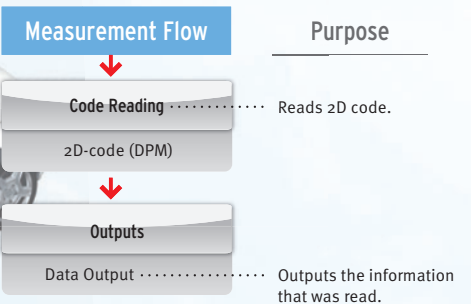 Measurement Flow Purpose
Code Reading ············· Reads 2D code.
2D-code (DPM)
Outputs
Data Output ················· Outputs the information
that was read.